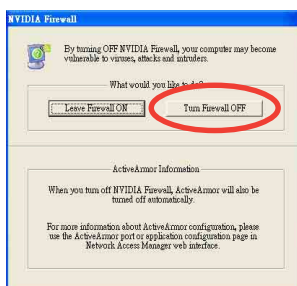 NVIDIA Firewall
By turning OFF NVIDIA Firewall, your computer may become
vulnerable to viruses, attacks and intruders.
What would you like to do?
Leave Firewall ON
Turn Firewall OFF
ActiveArmor Information
When you turn off NVIDIA Firewall, ActiveArmor will also be
turned off automatically.
For more information about ActiveArmor configuration, please
use the ActiveArmor port or application configuration page in
Network Access Manager web interface.